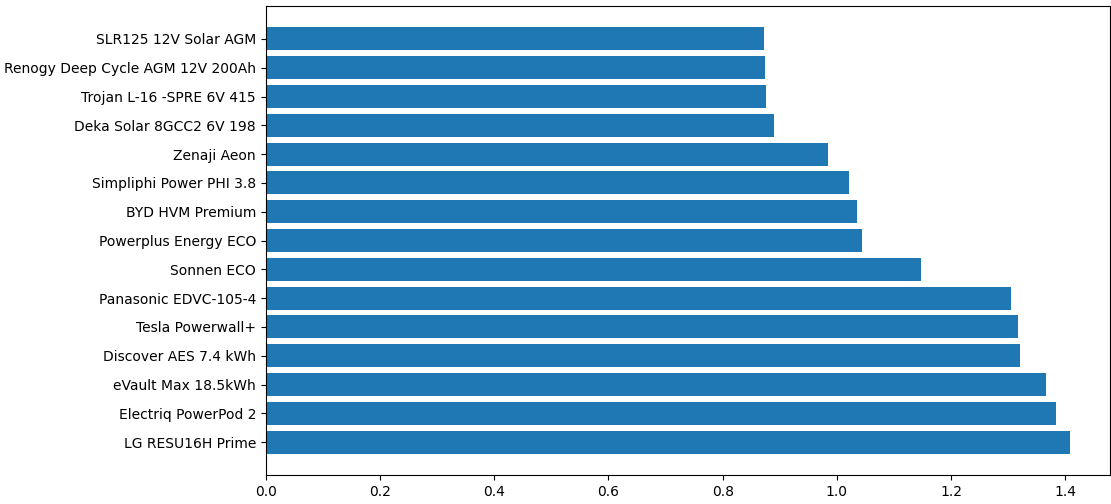 SLR125 12V Solar AGM
Renogy Deep Cycle AGM 12V 200Ah
Trojan L-16 -SPRE 6V 415
Deka Solar 8GCC2 6V 198
Zenaji Aeon
Simpliphi Power PHI 3.8
BYD HVM Premium
Powerplus Energy ECO
Sonnen ECO
Panasonic EDVC-105-4
Tesla Powerwall+
Discover AES 7.4 kWh
eVault Max 18.5kWh
Electriq PowerPod 2
LG RESU16H Prime
0.0 0.2 0.4 0.6 0.8 1.0 1.2 1.4